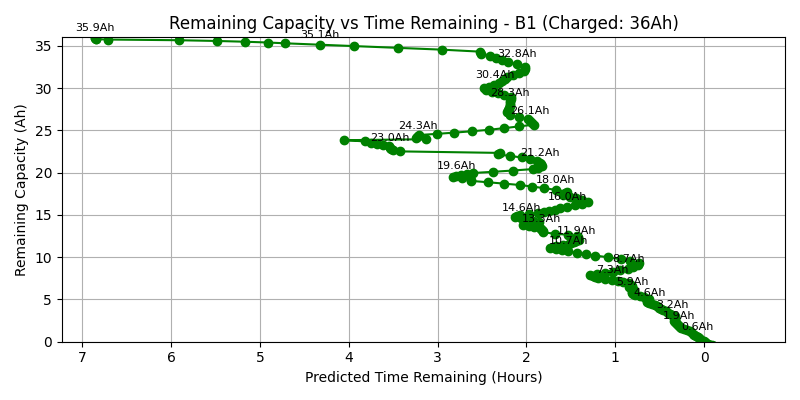 Remaining Capacity vs Time Remaining - B1 (Charged: 36Ah)
35.9Ah
35.1Ah
32.8Ah
30.4Ah
28.3Ah
26.1Ah
24.3Ah
23.0Ah
21.2Ah
19.6Ah
18.0Ah
16.0Ah
14.6Ah
13.3Ah
11.9Ah
10.7Ah
8.7Ah
7.3Ah
5.9Ah
4.6Ah
3.2Ah
1.9Ah
0.6Ah
35
30
25
20
15
10
5
0
Remaining Capacity (Ah)
7 6 5 4 3 2 1 0
Predicted Time Remaining (Hours)